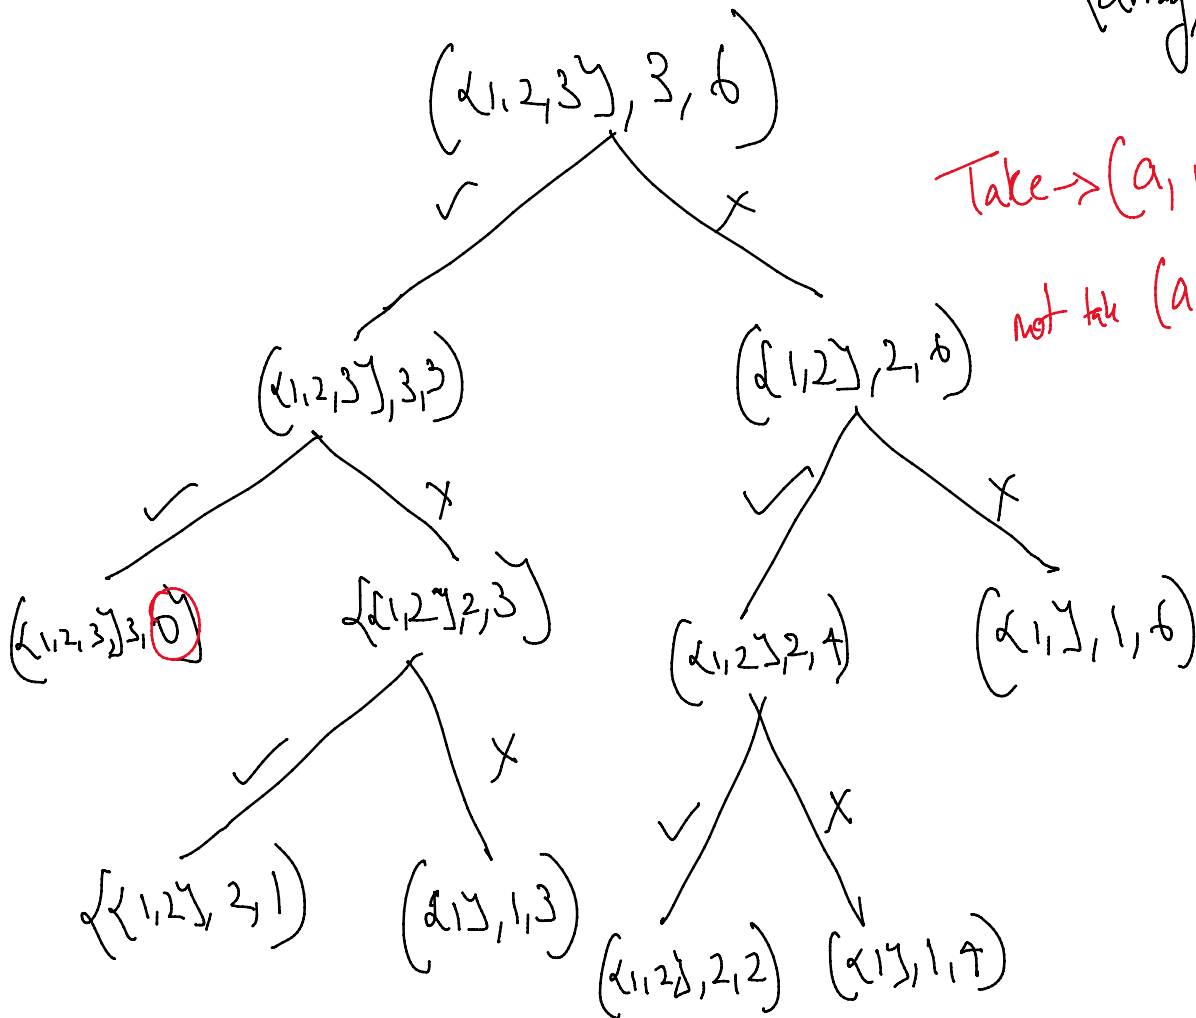 (Array,
({1,2,3}, 3, 6)
✓ X
Take → (a,
not take (a
({1,2,3}, 3,3)
({1,2}, 2, 6)
✓ X ✓ X
({1,2,3}, 3, 0}
{{1,2}, 2, 3}
({1,2}, 2, 4)
({1,}, 1, 6)
✓ X ✓ X
{{1,2}, 2, 1)
({1}, 1, 3)
({1,2}, 2, 2)
({1}, 1, 4)